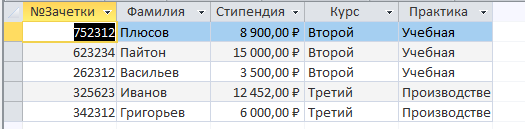 №Зачетки Фамилия Стипендия Курс Практика
752312 Плюсов 8 900,00 ₽ Второй Учебная
623234 Пайтон 15 000,00 ₽ Второй Учебная
262312 Васильев 3 500,00 ₽ Второй Учебная
325623 Иванов 12 452,00 ₽ Третий Производстве
342312 Григорьев 6 000,00 ₽ Третий Производстве